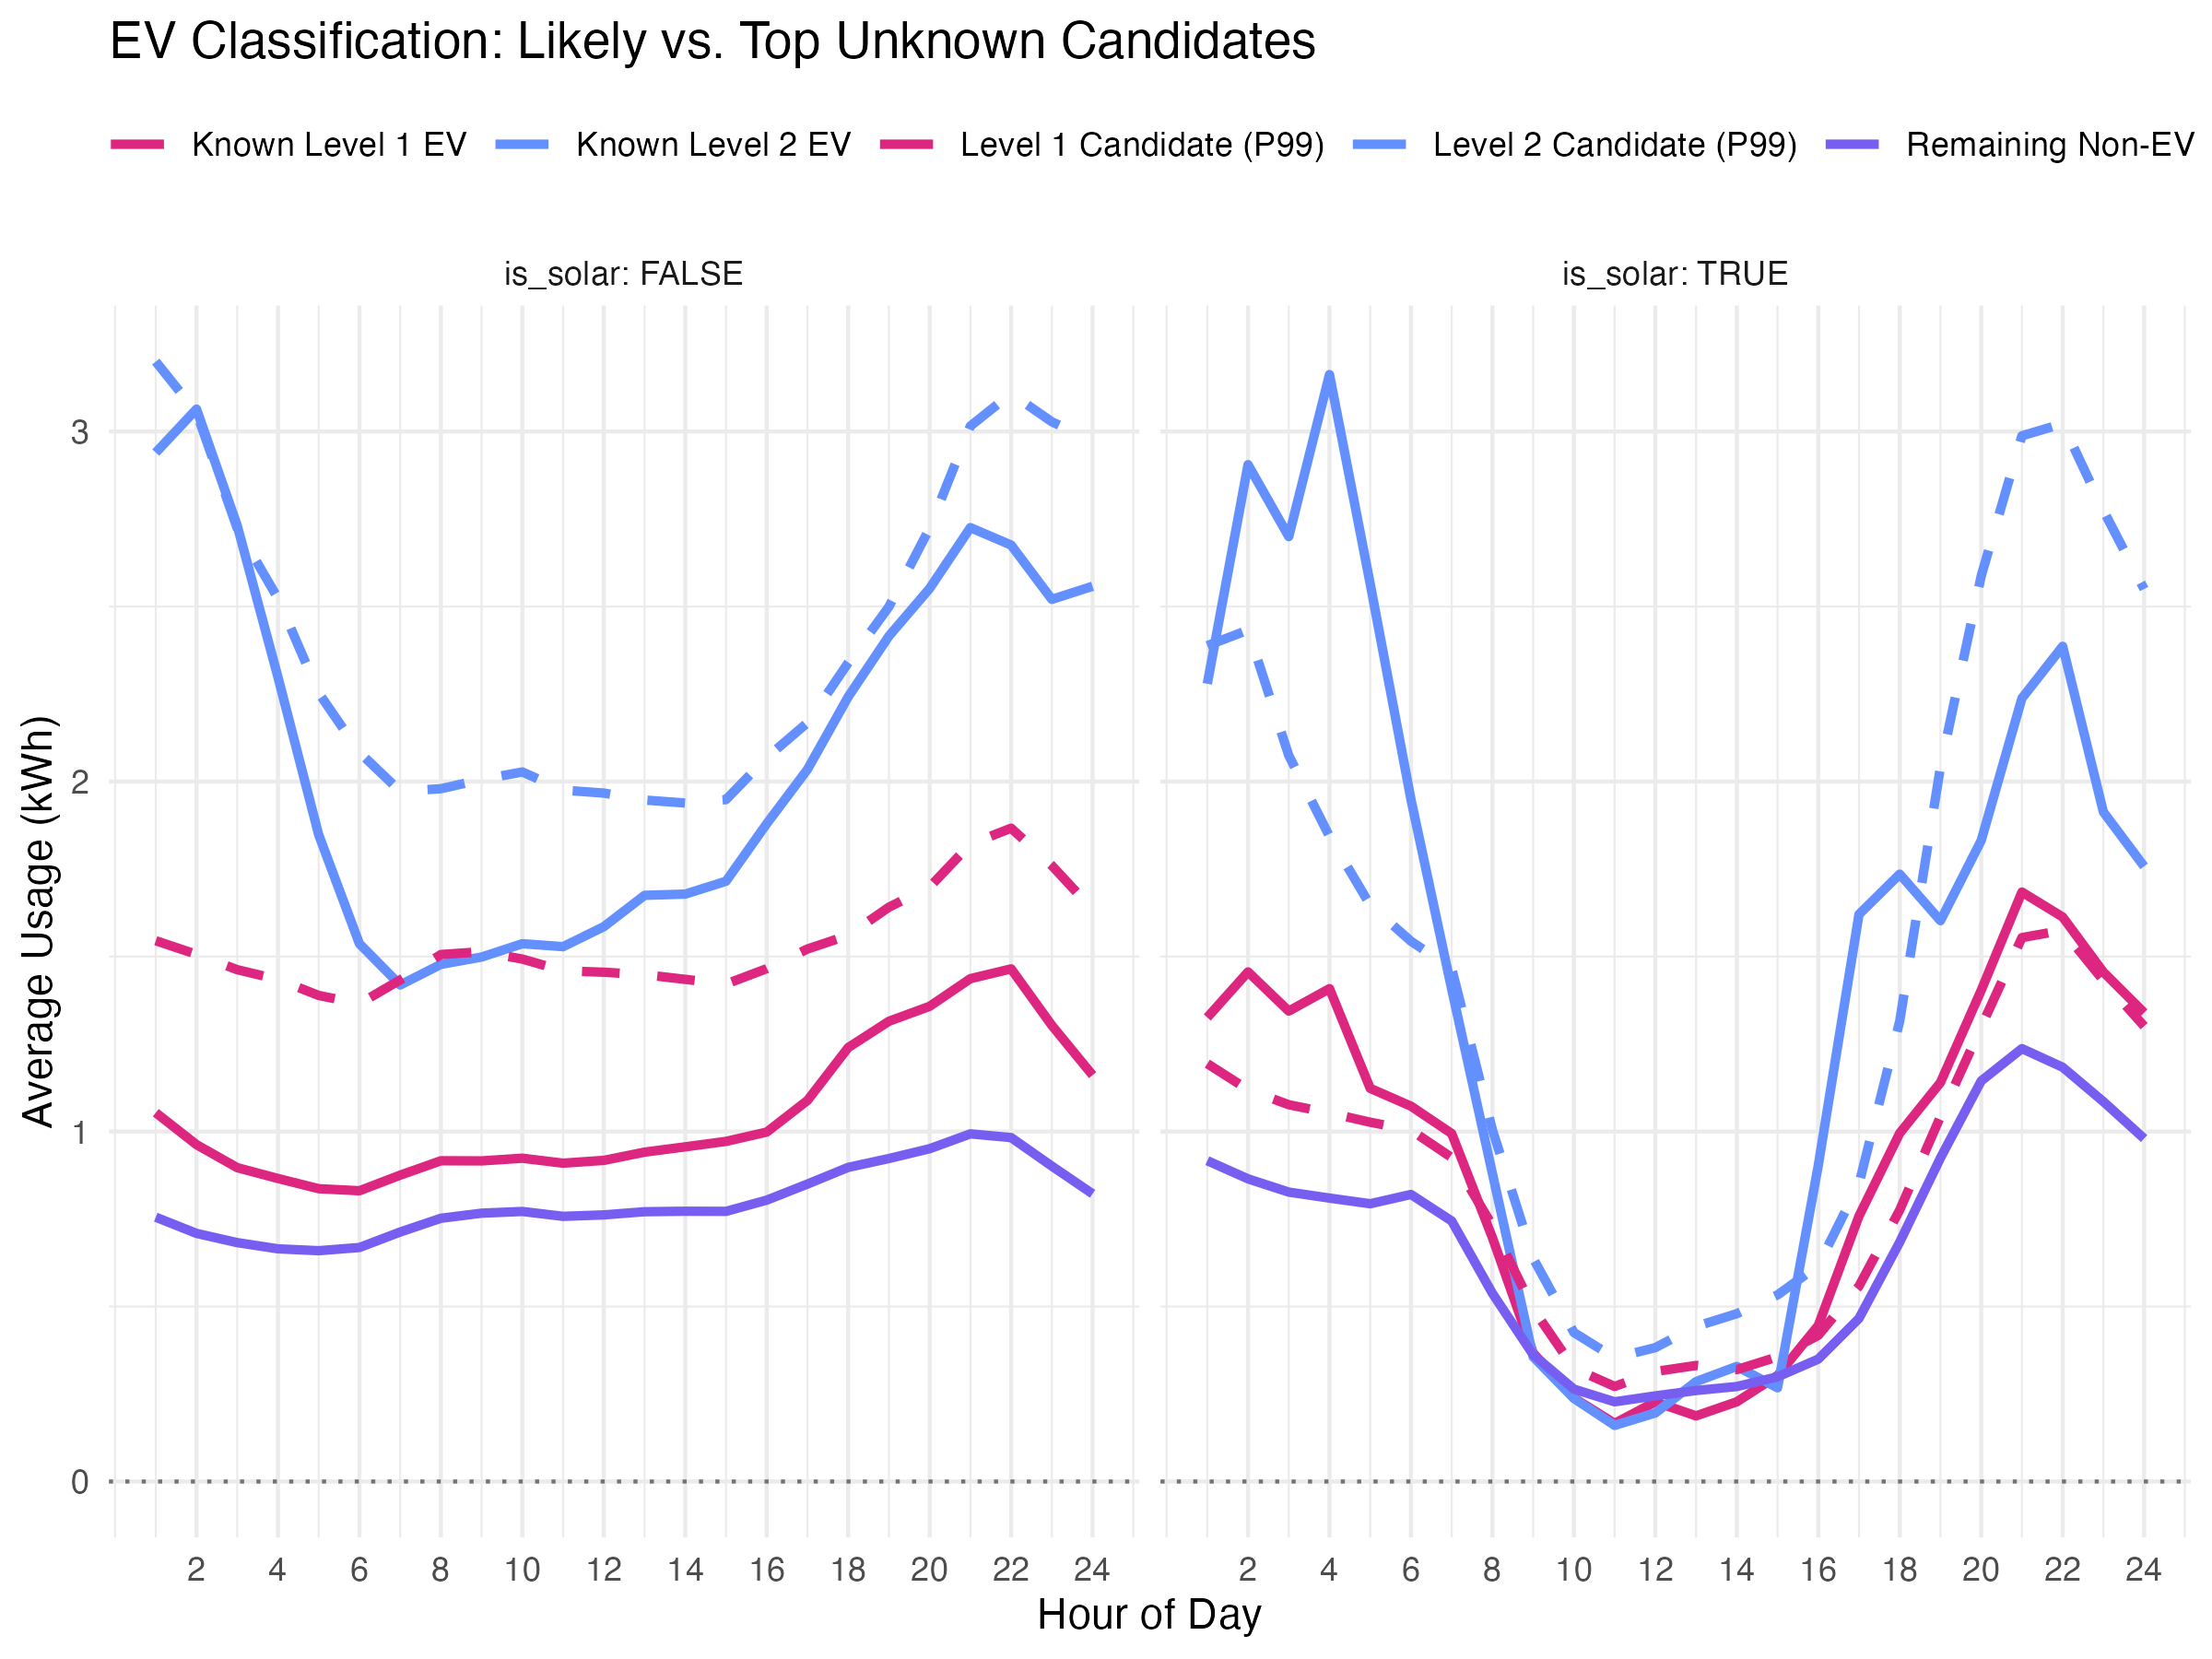 EV Classification: Likely vs. Top Unknown Candidates
Known Level 1 EV Known Level 2 EV Level 1 Candidate (P99) Level 2 Candidate (P99) Remaining Non-EV
is_solar: FALSE is_solar: TRUE
3
2
1
0
Average Usage (kWh)
2 4 6 8 10 12 14 16 18 20 22 24 2 4 6 8 10 12 14 16 18 20 22 24
Hour of Day